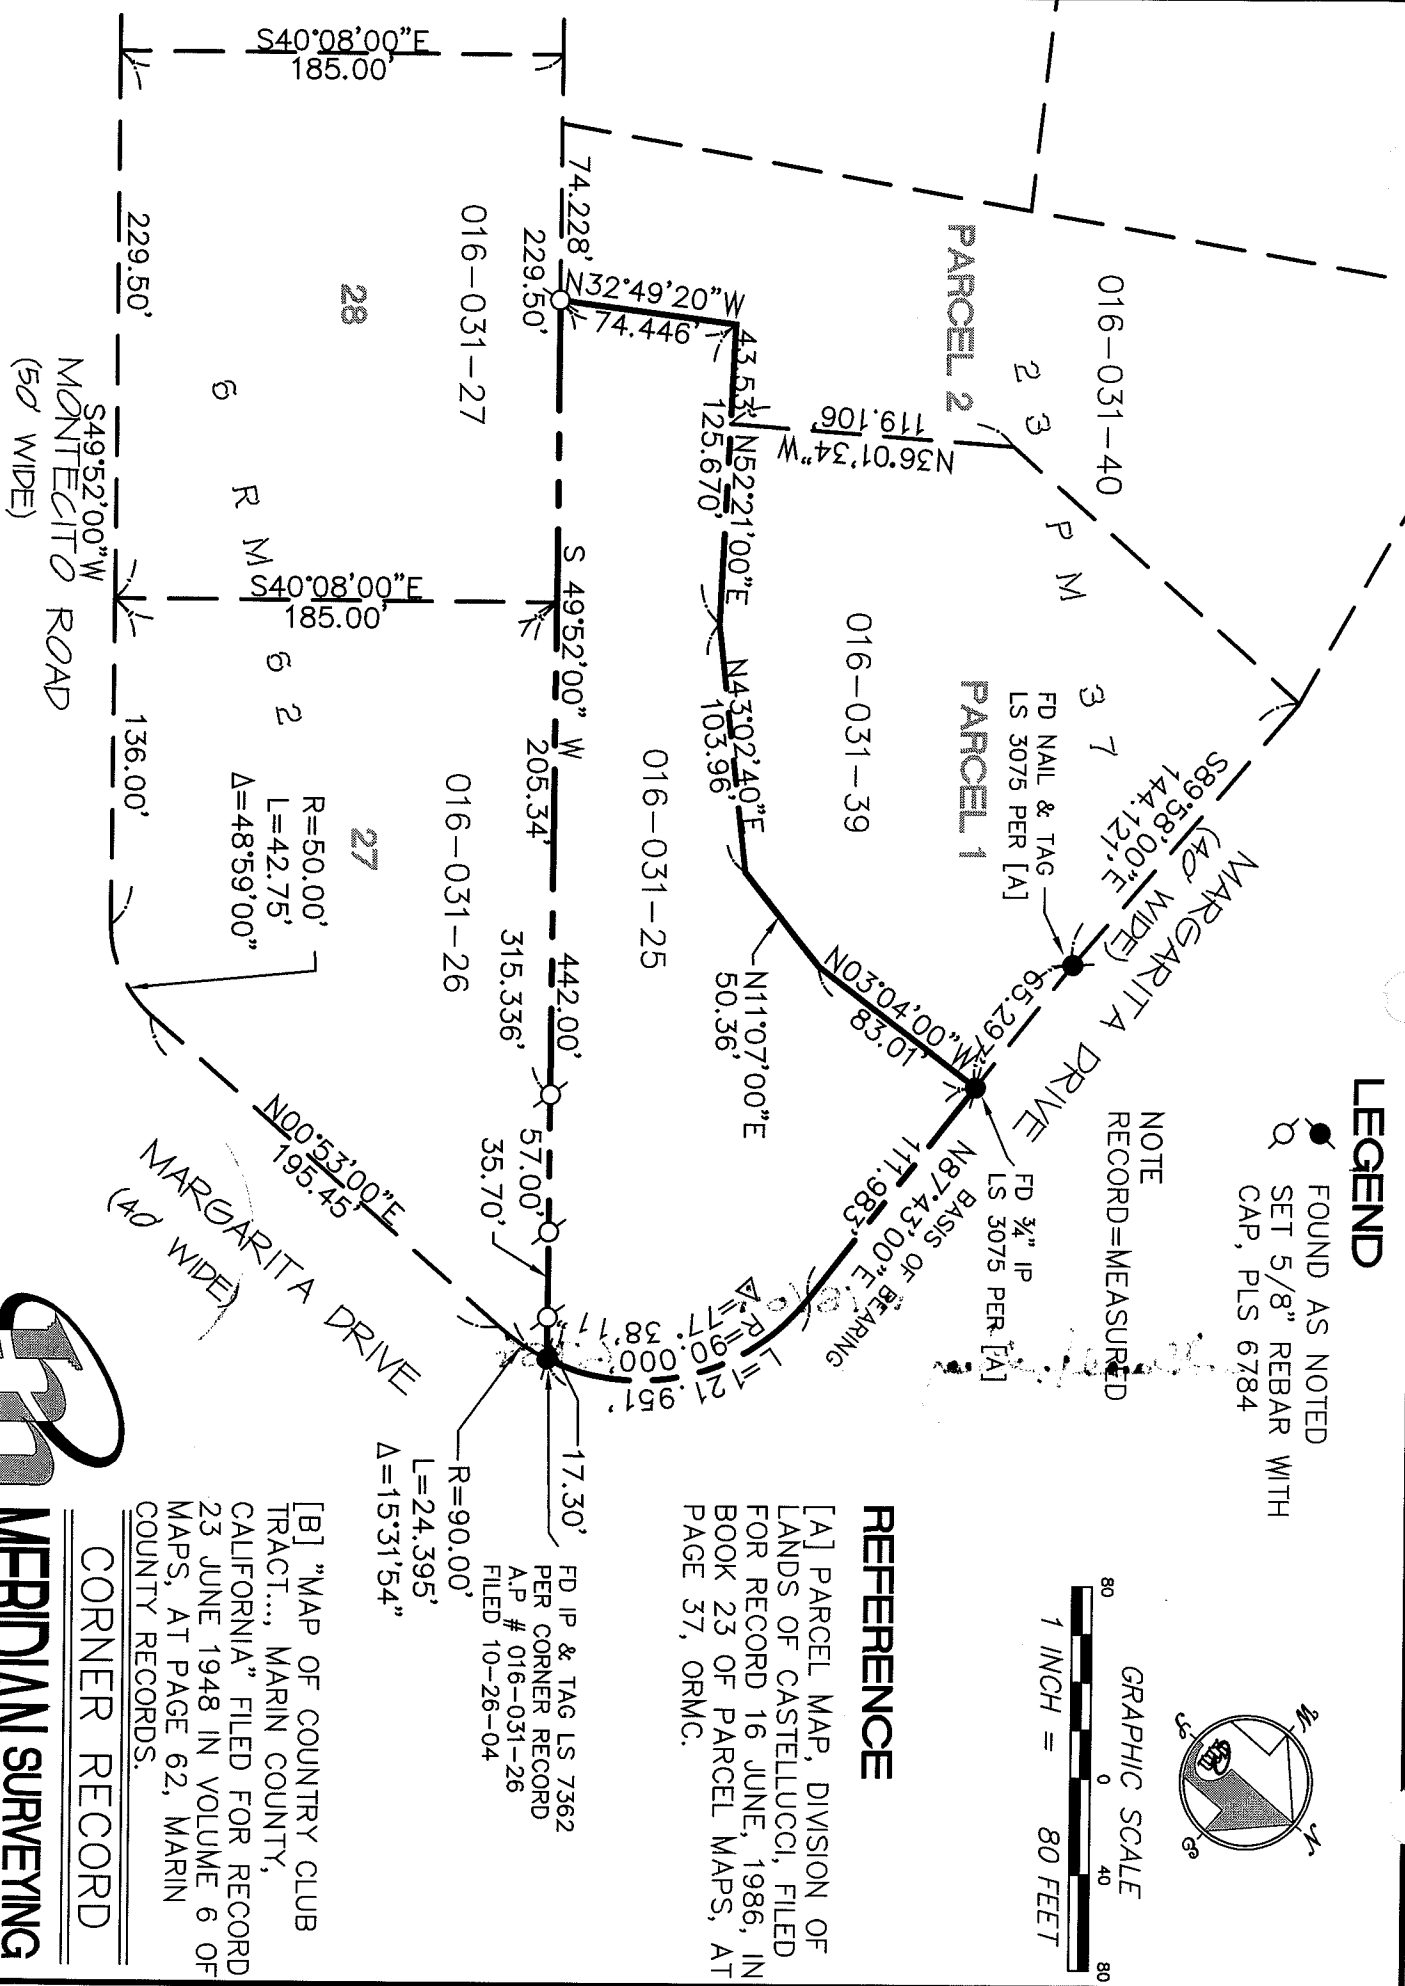 LEGEND
FOUND AS NOTED
SET 5/8" REBAR WITH
CAP, PLS 6784
NOTE
RECORD=MEASURED
GRAPHIC SCALE
80 0 40 80
1 INCH = 80 FEET
W
N
S
E
REFERENCE
[A] PARCEL MAP, DIVISION OF
LANDS OF CASTELLUCCI, FILED
FOR RECORD 16 JUNE, 1986, IN
BOOK 23 OF PARCEL MAPS, AT
PAGE 37, ORMC.
[B] "MAP OF COUNTRY CLUB
TRACT..., MARIN COUNTY,
CALIFORNIA" FILED FOR RECORD
23 JUNE 1948 IN VOLUME 6 OF
MAPS, AT PAGE 62, MARIN
COUNTY RECORDS.
CORNER RECORD
MERIDIAN SURVEYING
016-031-40
PARCEL 2
23 PM 37
016-031-39
PARCEL 1
FD NAIL & TAG
LS 3075 PER [A]
S89°58'00"E
144.121'
MARGARITA DRIVE
(40' WIDE)
65.297'
FD 3/4" IP
LS 3075 PER [A]
N87°43'00"E
111.983'
BASIS OF BEARING
L=121.951'
R=90.000'
Δ=77°38'11"
N03°04'00"W
83.01'
N11°07'00"E
50.36'
N43°02'40"E
103.96'
N52°21'00"E
125.670'
43.53'
N36°01'34"W
119.106'
N32°49'20"W
74.446'
74.228'
229.50'
S 49°52'00" W
442.00'
205.34'
315.336'
57.00'
35.70'
17.30'
016-031-25
016-031-27
28
016-031-26
27
6 RM 62
S40°08'00"E
185.00'
S40°08'00"E
185.00'
229.50'
S49°52'00"W
136.00'
MONTECITO ROAD
(50' WIDE)
R=50.00'
L=42.75'
Δ=48°59'00"
N00°53'00"E
195.45'
MARGARITA DRIVE
(40' WIDE)
R=90.00'
L=24.395'
Δ=15°31'54"
FD IP & TAG LS 7362
PER CORNER RECORD
A.P # 016-031-26
FILED 10-26-04